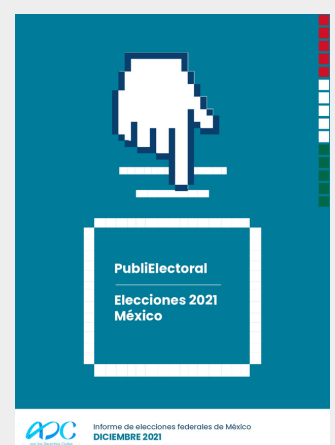 PubliElectoral
Elecciones 2021
México
ADC
Informe de elecciones federales de México
DICIEMBRE 2021